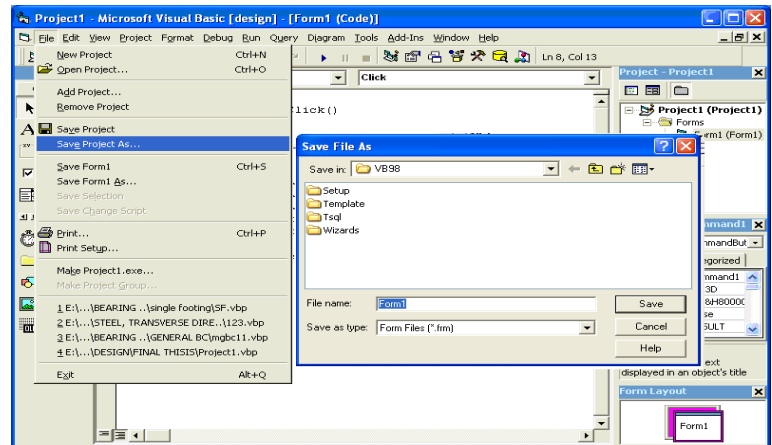 Project1 - Microsoft Visual Basic [design] - [Form1 (Code)]
File Edit View Project Format Debug Run Query Diagram Tools Add-Ins Window Help
Ln 8, Col 13
New Project Ctrl+N
Open Project... Ctrl+O
Add Project...
Remove Project
Save Project
Save Project As...
Save Form1 Ctrl+S
Save Form1 As...
Save Selection
Save Change Script
Print... Ctrl+P
Print Setup...
Make Project1.exe...
Make Project Group...
1 E:\...\BEARING ..\single footing\SF.vbp
2 E:\...\STEEL, TRANSVERSE DIRE..\123.vbp
3 E:\...\BEARING ..\GENERAL BC\mgbc11.vbp
4 E:\...\DESIGN\FINAL THISIS\Project1.vbp
Exit Alt+Q
Click
lick()
Save File As
Save in: VB98
Setup
Template
Tsql
Wizards
File name: Form1
Save as type: Form Files (*.frm)
Save
Cancel
Help
Project - Project1
Project1 (Project1)
Forms
orm1 (Form1)
mmand1
mmandBut
egorized
mmand1
3D
&H80000
se
SULT
ext
displayed in an object's title
Form Layout
Form1